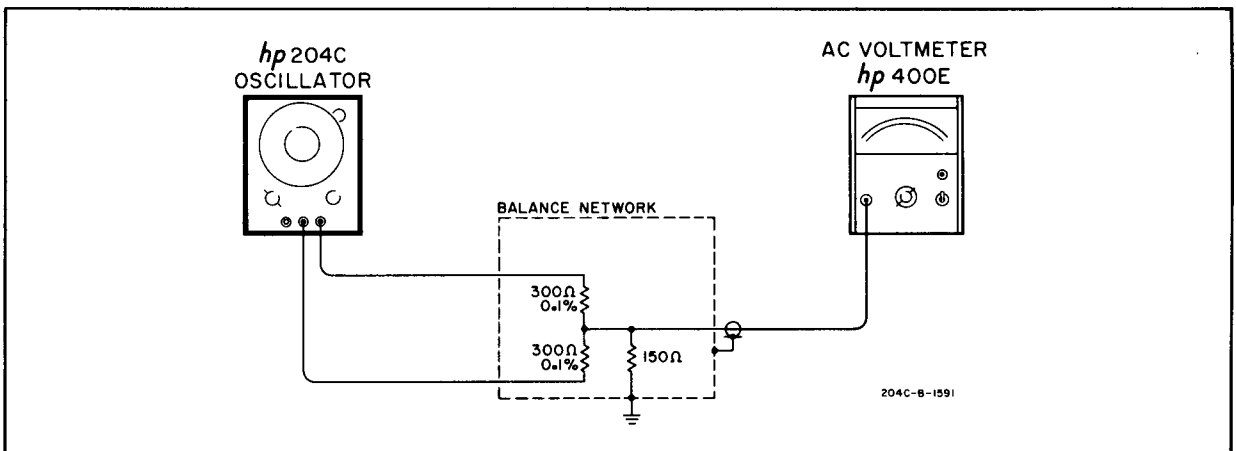 hp 204C
OSCILLATOR
AC VOLTMETER
hp 400E
BALANCE NETWORK
300Ω
0.1%
300Ω
0.1%
150Ω
204C-B-1591